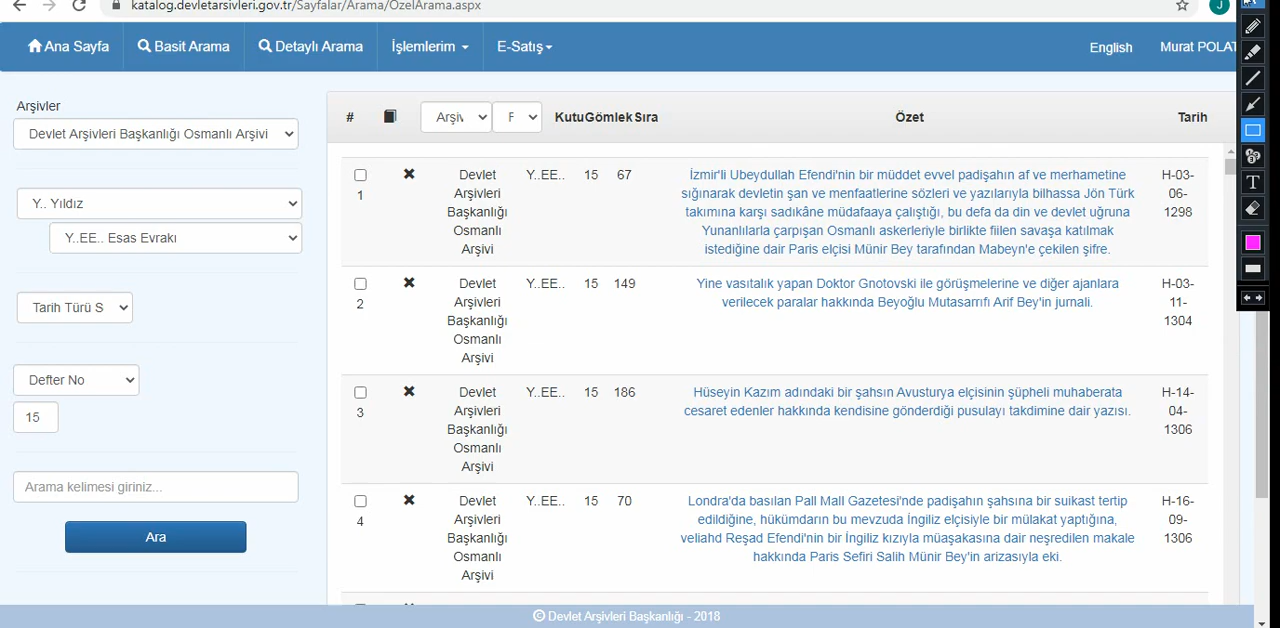 katalog.devletarsivleri.gov.tr/Sayfalar/Arama/OzelArama.aspx
J
Ana Sayfa
Basit Arama
Detaylı Arama
İşlemlerim
E-Satış
English
Murat POLAT
Arşivler
Devlet Arşivleri Başkanlığı Osmanlı Arşivi
Y.. Yıldız
Y..EE.. Esas Evrakı
Tarih Türü S
Defter No
15
Arama kelimesi giriniz...
Ara
#
Arşiv
F
Kutu Gömlek Sıra
Özet
Tarih
1
Devlet
Arşivleri
Başkanlığı
Osmanlı
Arşivi
Y..EE..
15
67
İzmir'li Ubeydullah Efendi'nin bir müddet evvel padişahın af ve merhametine
sığınarak devletin şan ve menfaatlerine sözleri ve yazılarıyla bilhassa Jön Türk
takımına karşı sadıkâne müdafaaya çalıştığı, bu defa da din ve devlet uğruna
Yunanlılarla çarpışan Osmanlı askerleriyle birlikte fiilen savaşa katılmak
istediğine dair Paris elçisi Münir Bey tarafından Mabeyn'e çekilen şifre.
H-03-
06-
1298
2
Devlet
Arşivleri
Başkanlığı
Osmanlı
Arşivi
Y..EE..
15
149
Yine vasıtalık yapan Doktor Gnotovski ile görüşmelerine ve diğer ajanlara
verilecek paralar hakkında Beyoğlu Mutasarrıfı Arif Bey'in jurnali.
H-03-
11-
1304
3
Devlet
Arşivleri
Başkanlığı
Osmanlı
Arşivi
Y..EE..
15
186
Hüseyin Kazım adındaki bir şahsın Avusturya elçisinin şüpheli muhaberata
cesaret edenler hakkında kendisine gönderdiği pusulayı takdimine dair yazısı.
H-14-
04-
1306
4
Devlet
Arşivleri
Başkanlığı
Osmanlı
Arşivi
Y..EE..
15
70
Londra'da basılan Pall Mall Gazetesi'nde padişahın şahsına bir suikast tertip
edildiğine, hükümdarın bu mevzuda İngiliz elçisiyle bir mülakat yaptığına,
veliahd Reşad Efendi'nin bir İngiliz kızıyla müaşakasına dair neşredilen makale
hakkında Paris Sefiri Salih Münir Bey'in arizasıyla eki.
H-16-
09-
1306
© Devlet Arşivleri Başkanlığı - 2018
T